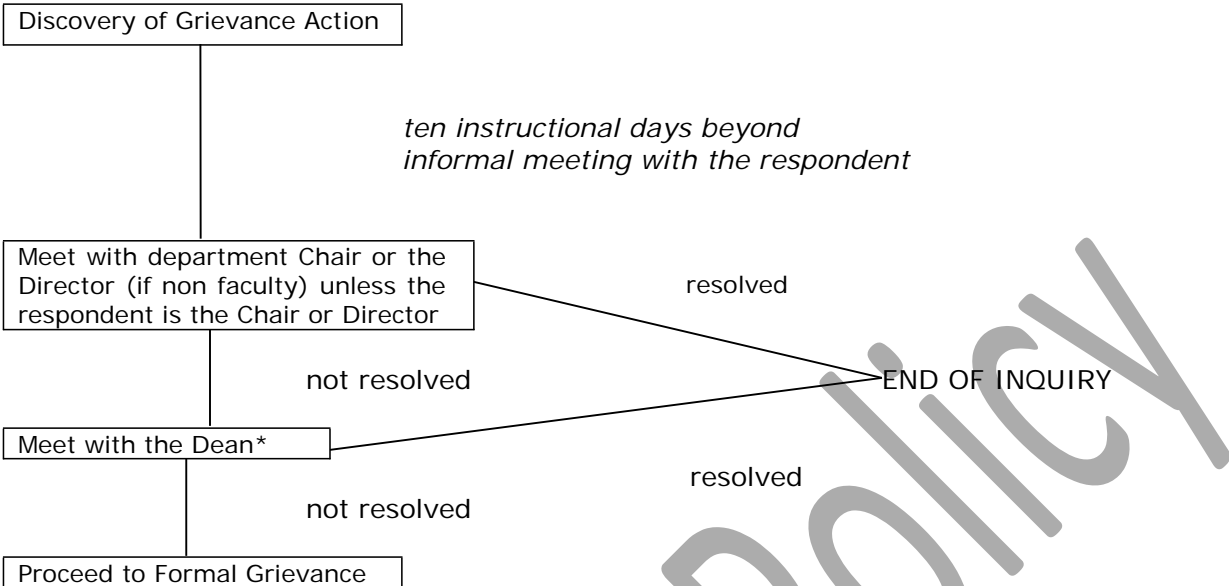 Discovery of Grievance Action
ten instructional days beyond
informal meeting with the respondent
Meet with department Chair or the
Director (if non faculty) unless the
respondent is the Chair or Director
resolved
not resolved
END OF INQUIRY
Meet with the Dean*
resolved
not resolved
Proceed to Formal Grievance
Policy